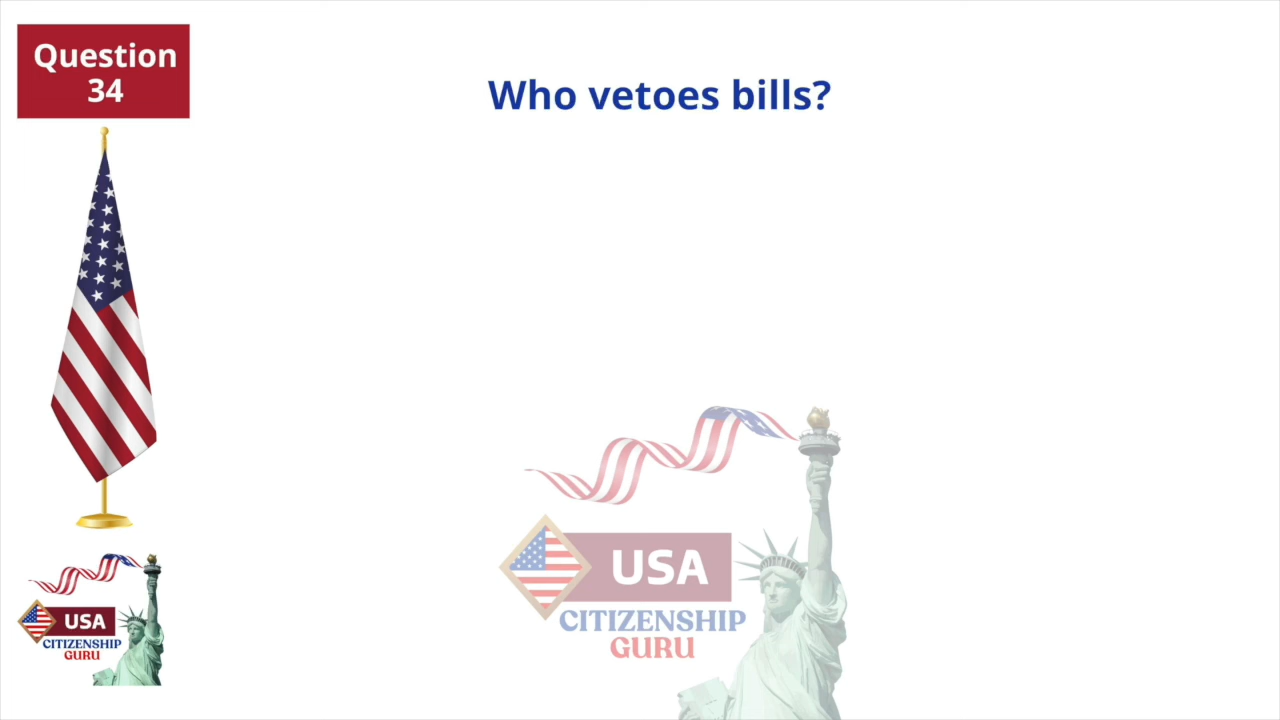 Question
34
Who vetoes bills?
USA
CITIZENSHIP
GURU
USA
CITIZENSHIP
GURU